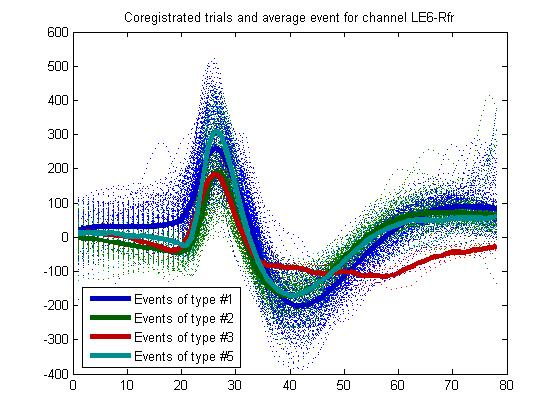 Coregistrated trials and average event for channel LE6-Rfr
600
500
400
300
200
100
0
-100
-200
-300
-400
Events of type #1
Events of type #2
Events of type #3
Events of type #5
0 10 20 30 40 50 60 70 80